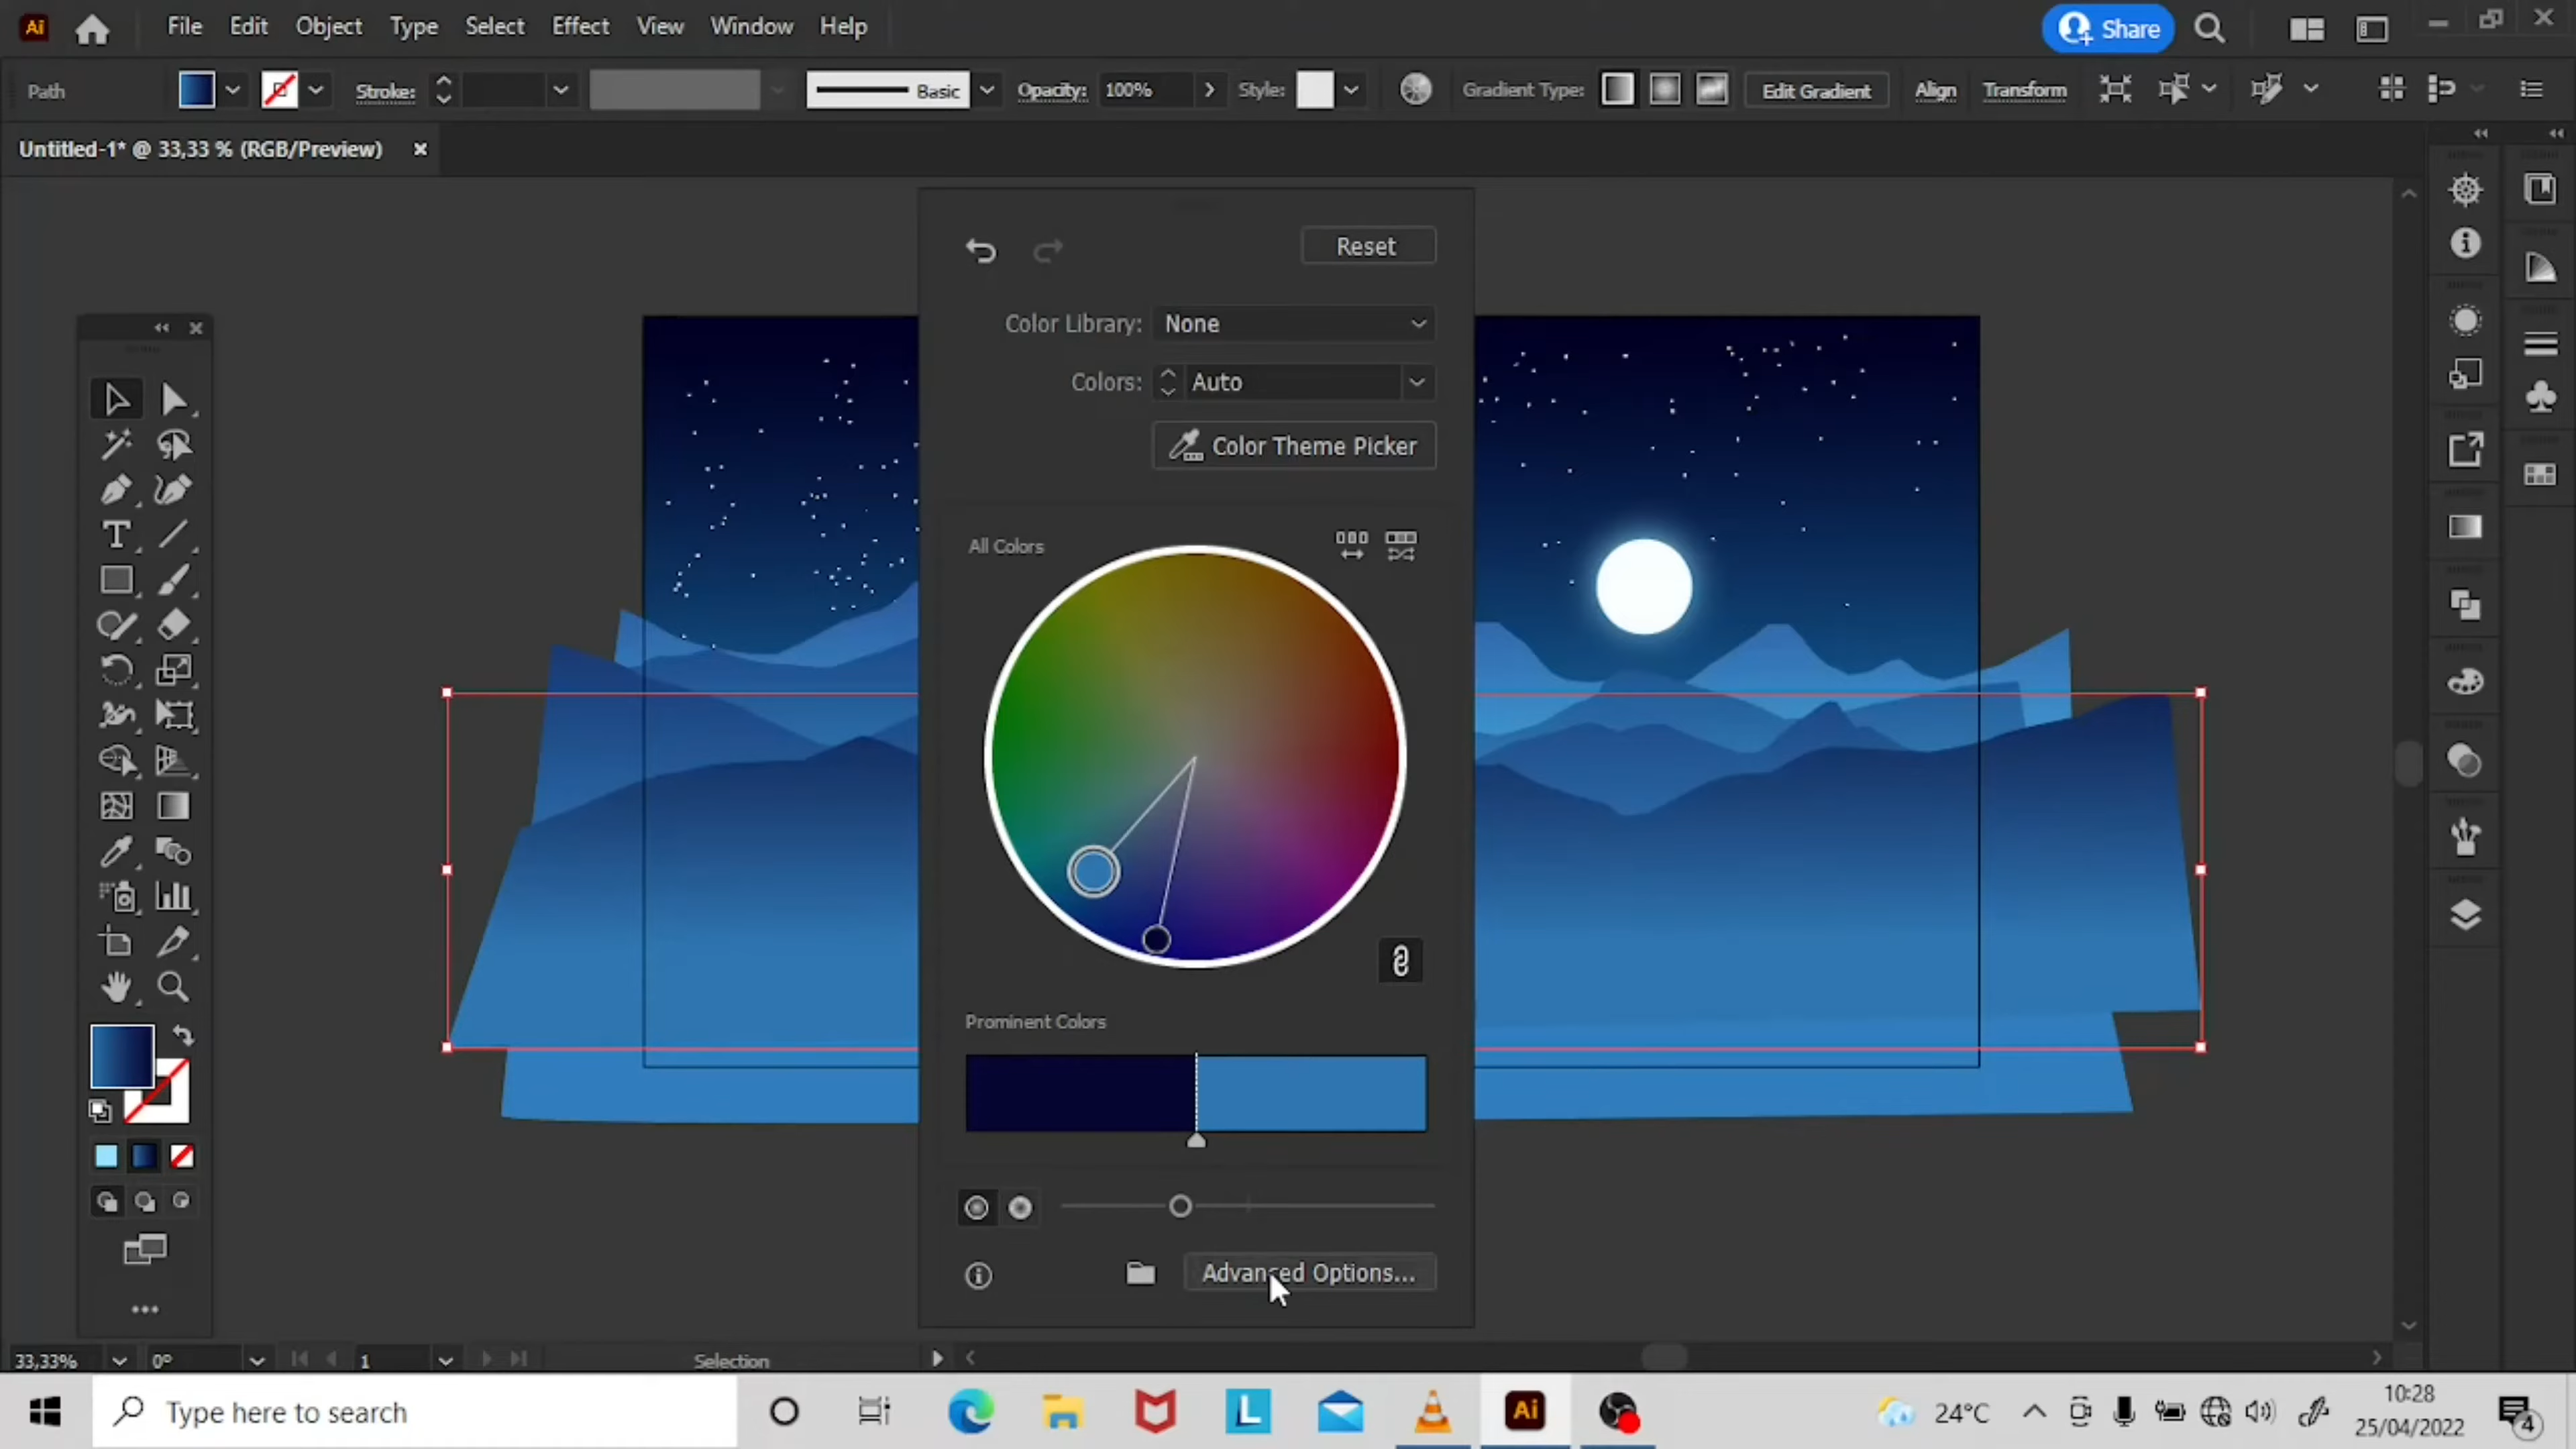 Ai File Edit Object Type Select Effect View Window Help Share
Path Stroke: Basic Opacity: 100% Style: Gradient Type: Edit Gradient Align Transform
Untitled-1* @ 33,33 % (RGB/Preview)
Reset
Color Library: None
Colors: Auto
Color Theme Picker
All Colors
Prominent Colors
Advanced Options...
33,33% 0° 1 Selection
Type here to search
L
Ai
24°C
10:28
25/04/2022
4